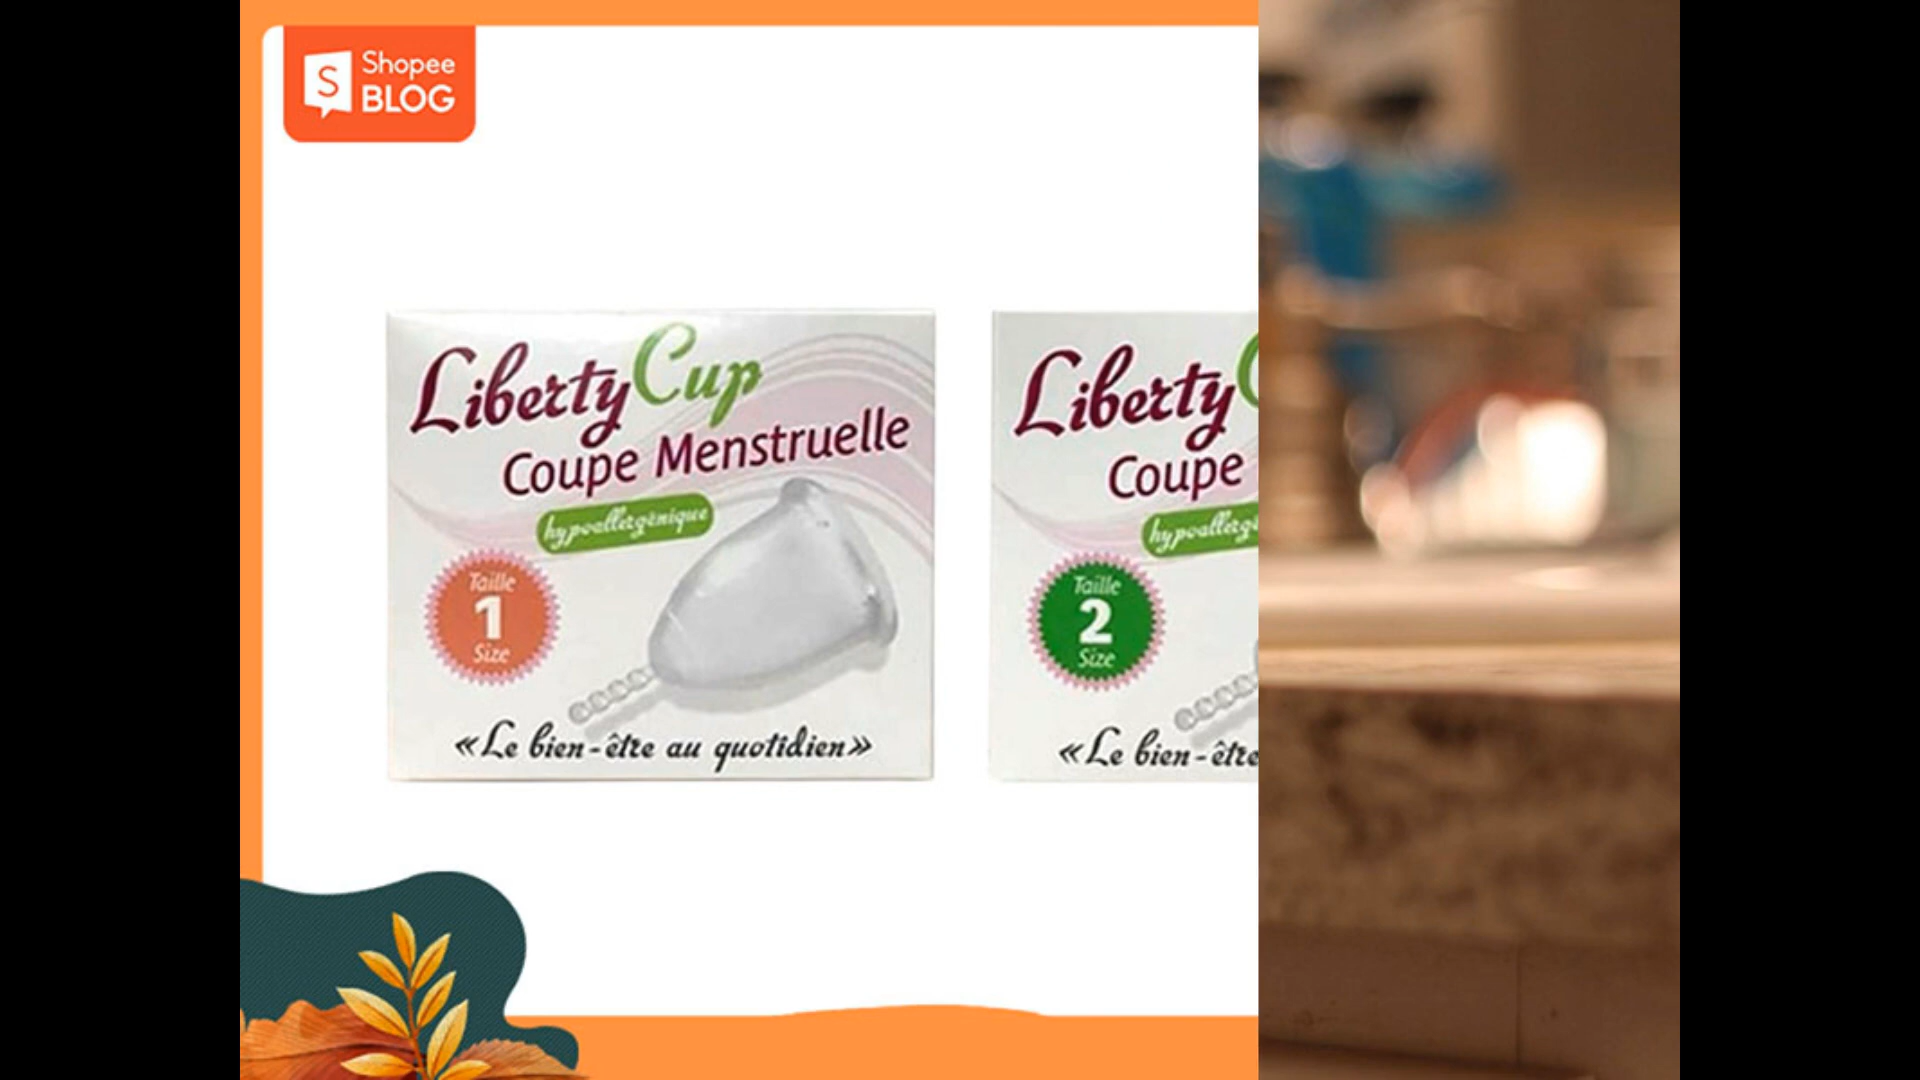 Shopee
BLOG
LibertyCup
Coupe Menstruelle
hypoallergénique
Taille
1
Size
«Le bien-être au quotidien»
Liberty
Coupe
Taille
2
Size
«Le bien-être